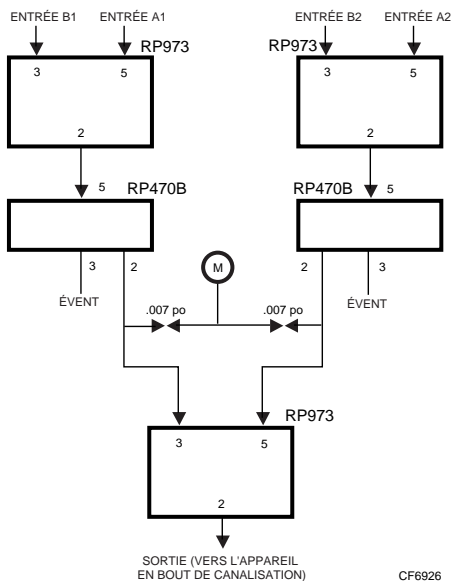 ENTRÉE B1 ENTRÉE A1 ENTRÉE B2 ENTRÉE A2
RP973 RP973
3 5 3 5
2 2
5 RP470B RP470B 5
3 2 M 2 3
ÉVENT ÉVENT
.007 po .007 po
RP973
3 5
2
SORTIE (VERS L'APPAREIL
EN BOUT DE CANALISATION)
CF6926